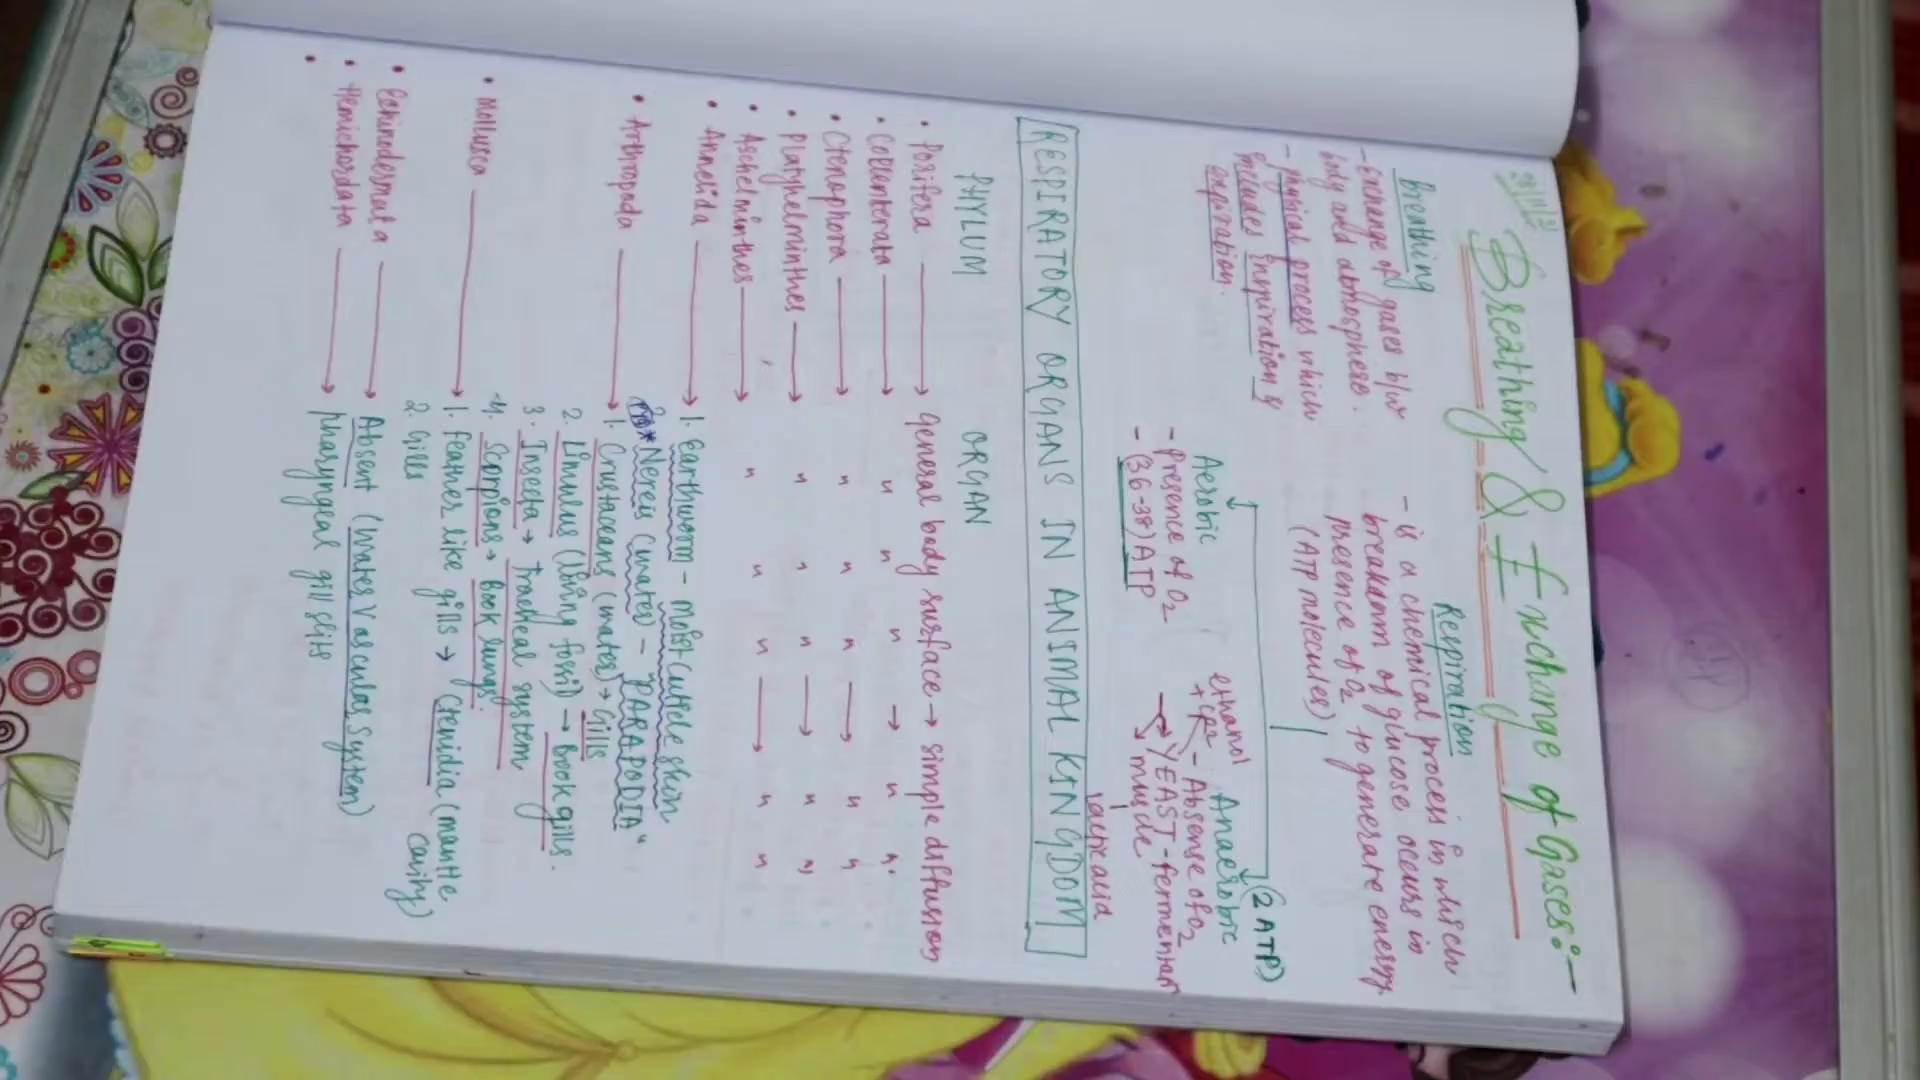 Breathing & Exchange of Gases:-
Breathing
- exchange of gases b/w
body and atmosphere.
- physical process which
includes inspiration &
expiration.
Respiration
- is a chemical process in which
breakdown of glucose occurs in
presence of O2 to generate energy
(ATP molecules)
Aerobic
- presence of O2
- (36-38) ATP
Anaerobic (2 ATP)
- Absense of O2
ethanol
+ CO2
→ YEAST - fermentan
→ muscle
lactic acid
RESPIRATORY ORGANS IN ANIMAL KINGDOM
PHYLUM ORGAN
• Porifera → general body surface → simple diffusion
• Collenterata → " " " → " "
• Ctenophora → " " " → " "
• Platyhelminthes → " " " → " "
• Aschelminthes → " " " → " "
• Annelida → 1. Earthworm - moist cuticle skin
* Nereis (water) - "PARAPODIA"
• Arthropoda → 1. Crustaceans (water) → gills
2. Limulus (living fossil) → Book gills.
3. Insecta → Tracheal system
4. Scorpions → Book lungs.
• Mollusca → 1. feather like gills → Ctenidia (mantle
cavity)
2. gills
• Echinodermata → Absent (Water Vascular System)
• Hemichordata → pharyngeal gill slits